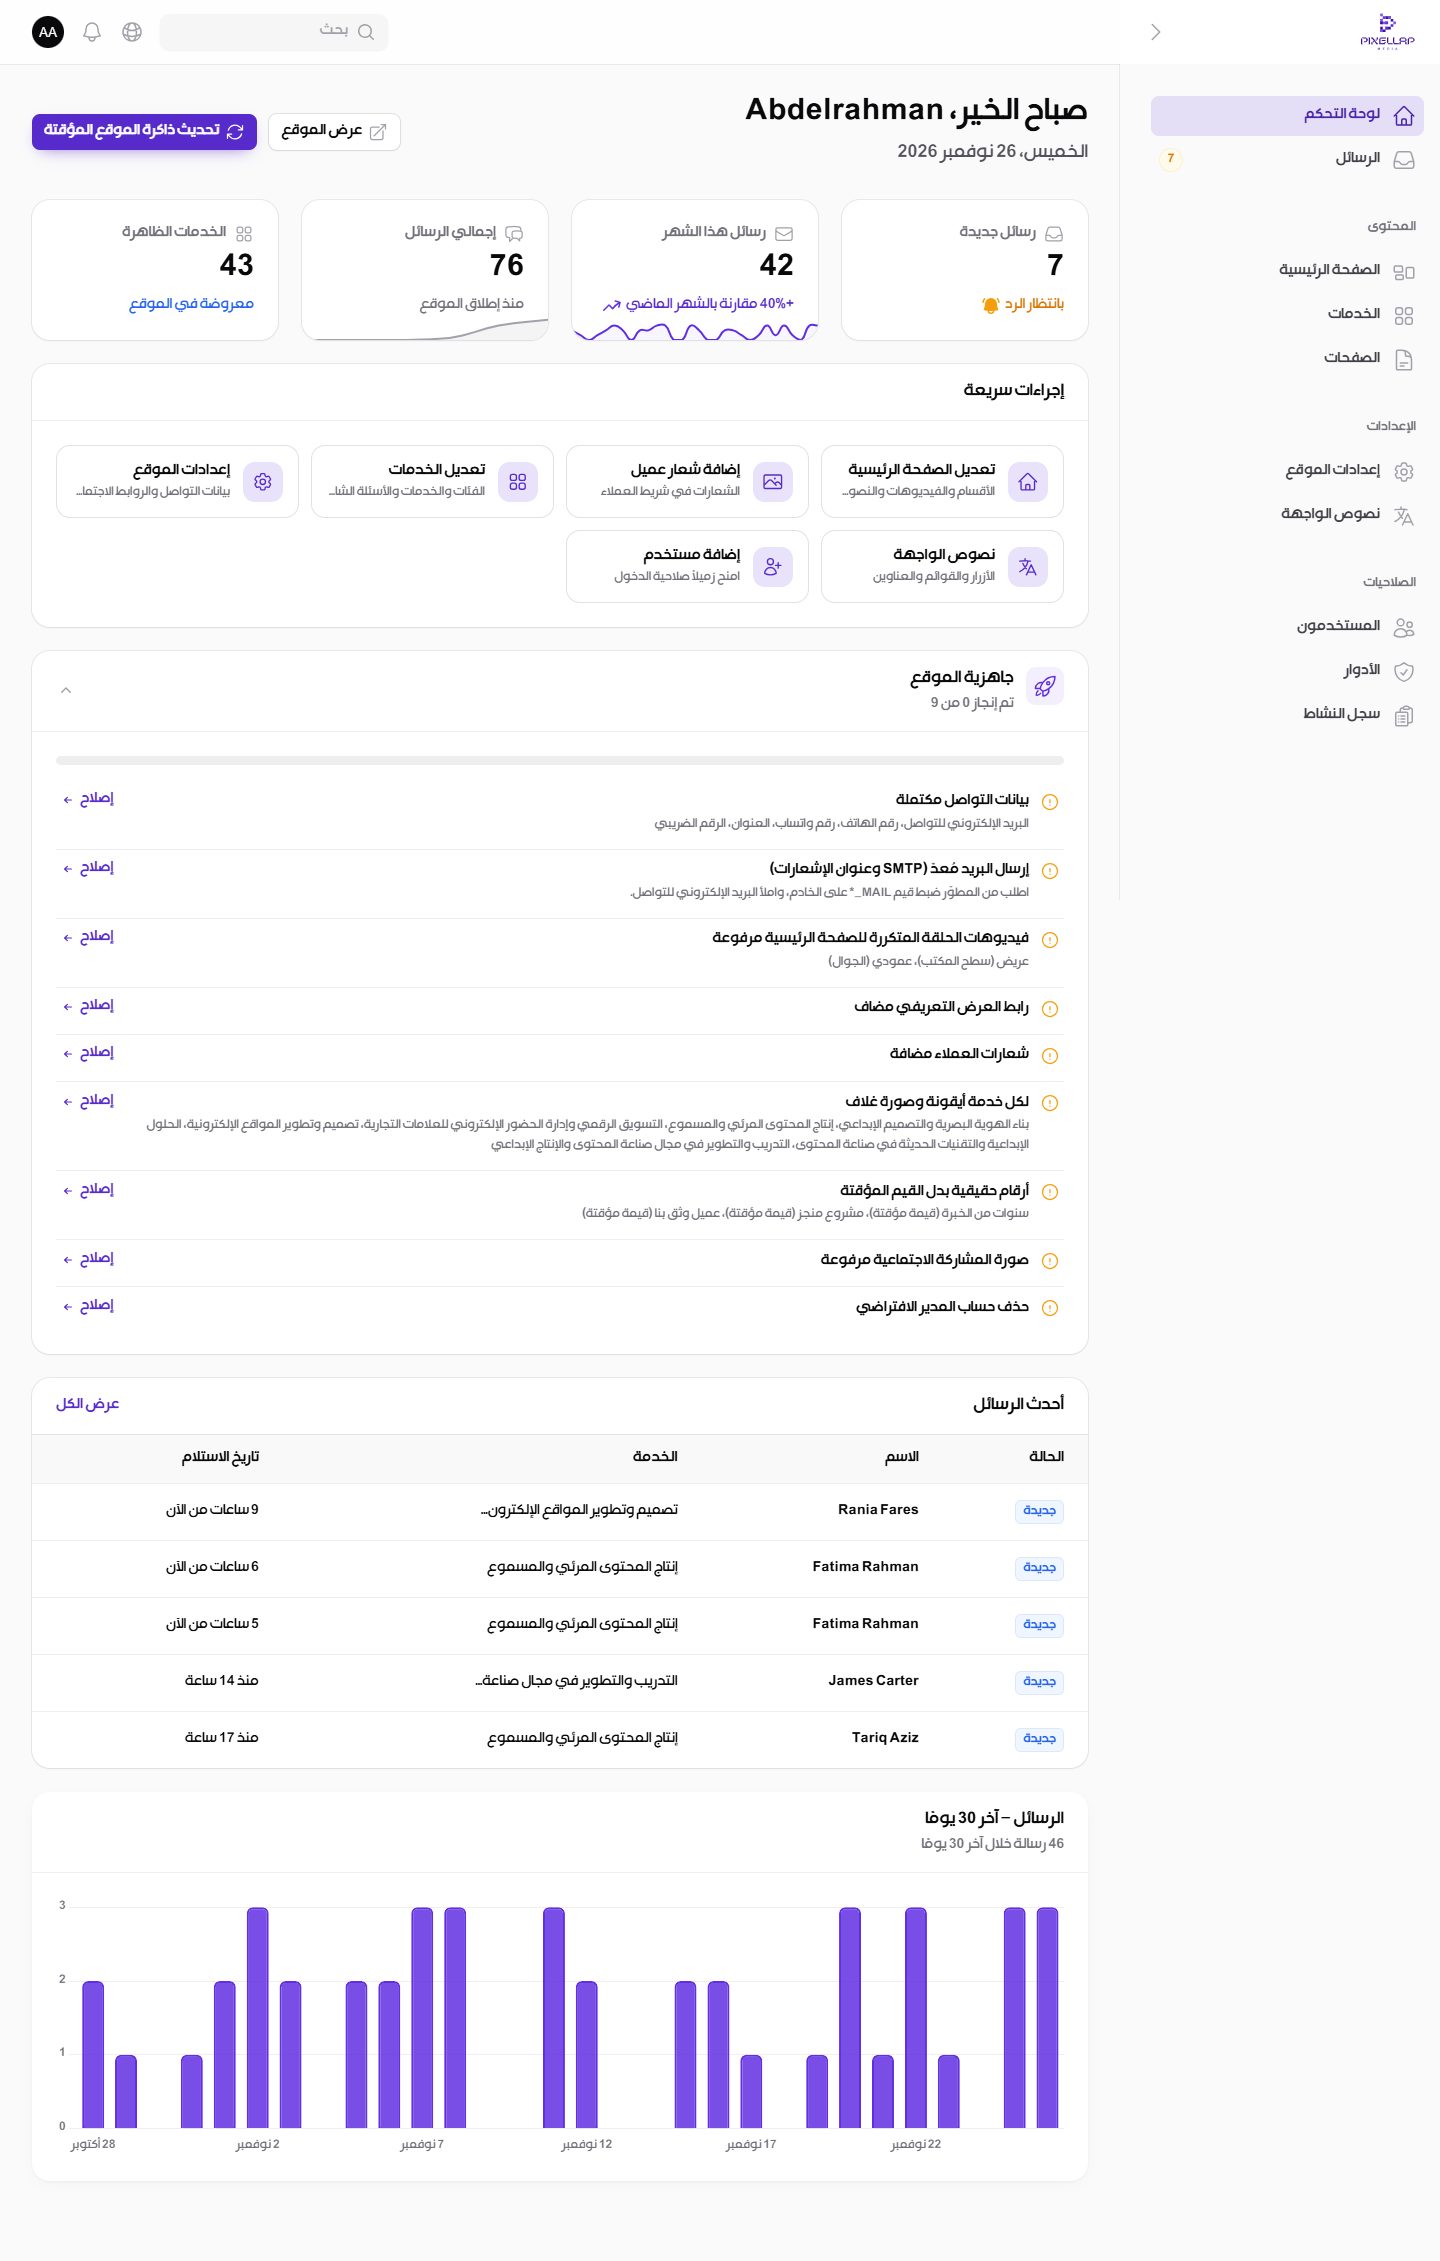 PIXELLAP
MEDIA
بحث
AA
لوحة التحكم
الرسائل
7
المحتوى
الصفحة الرئيسية
الخدمات
الصفحات
الإعدادات
إعدادات الموقع
نصوص الواجهة
الصلاحيات
المستخدمون
الأدوار
سجل النشاط
صباح الخير، Abdelrahman
الخميس، 26 نوفمبر 2026
عرض الموقع
تحديث ذاكرة الموقع المؤقتة
رسائل جديدة
7
بانتظار الرد
رسائل هذا الشهر
42
+40% مقارنة بالشهر الماضي
إجمالي الرسائل
76
منذ إطلاق الموقع
الخدمات الظاهرة
43
معروضة في الموقع
إجراءات سريعة
تعديل الصفحة الرئيسية
الأقسام والفيديوهات والنصو...
إضافة شعار عميل
الشعارات في شريط العملاء
تعديل الخدمات
الفئات والخدمات والأسئلة الشا...
إعدادات الموقع
بيانات التواصل والروابط الاجتما...
نصوص الواجهة
الأزرار والقوائم والعناوين
إضافة مستخدم
امنح زميلاً صلاحية الدخول
جاهزية الموقع
تم إنجاز 0 من 9
بيانات التواصل مكتملة
إصلاح
البريد الإلكتروني للتواصل، رقم الهاتف، رقم واتساب، العنوان، الرقم الضريبي
إرسال البريد مُعدّ (SMTP وعنوان الإشعارات)
إصلاح
اطلب من المطوّر ضبط قيم MAIL_* على الخادم، واملأ البريد الإلكتروني للتواصل.
فيديوهات الحلقة المتكررة للصفحة الرئيسية مرفوعة
إصلاح
عريض (سطح المكتب)، عمودي (الجوال)
رابط العرض التعريفي مضاف
إصلاح
شعارات العملاء مضافة
إصلاح
لكل خدمة أيقونة وصورة غلاف
إصلاح
بناء الهوية البصرية والتصميم الإبداعي، إنتاج المحتوى المرئي والمسموع، التسويق الرقمي وإدارة الحضور الإلكتروني للعلامات التجارية، تصميم وتطوير المواقع الإلكترونية، الحلول
الإبداعية والتقنيات الحديثة في صناعة المحتوى، التدريب والتطوير في مجال صناعة المحتوى والإنتاج الإبداعي
أرقام حقيقية بدل القيم المؤقتة
إصلاح
سنوات من الخبرة (قيمة مؤقتة)، مشروع منجز (قيمة مؤقتة)، عميل وثق بنا (قيمة مؤقتة)
صورة المشاركة الاجتماعية مرفوعة
إصلاح
حذف حساب المدير الافتراضي
إصلاح
أحدث الرسائل
عرض الكل
الحالة الاسم الخدمة تاريخ الاستلام
جديدة Rania Fares تصميم وتطوير المواقع الإلكترون... 9 ساعات من الآن
جديدة Fatima Rahman إنتاج المحتوى المرئي والمسموع 6 ساعات من الآن
جديدة Fatima Rahman إنتاج المحتوى المرئي والمسموع 5 ساعات من الآن
جديدة James Carter التدريب والتطوير في مجال صناعة... منذ 14 ساعة
جديدة Tariq Aziz إنتاج المحتوى المرئي والمسموع منذ 17 ساعة
الرسائل – آخر 30 يومًا
46 رسالة خلال آخر 30 يومًا
3
2
1
0
28 أكتوبر 2 نوفمبر 7 نوفمبر 12 نوفمبر 17 نوفمبر 22 نوفمبر